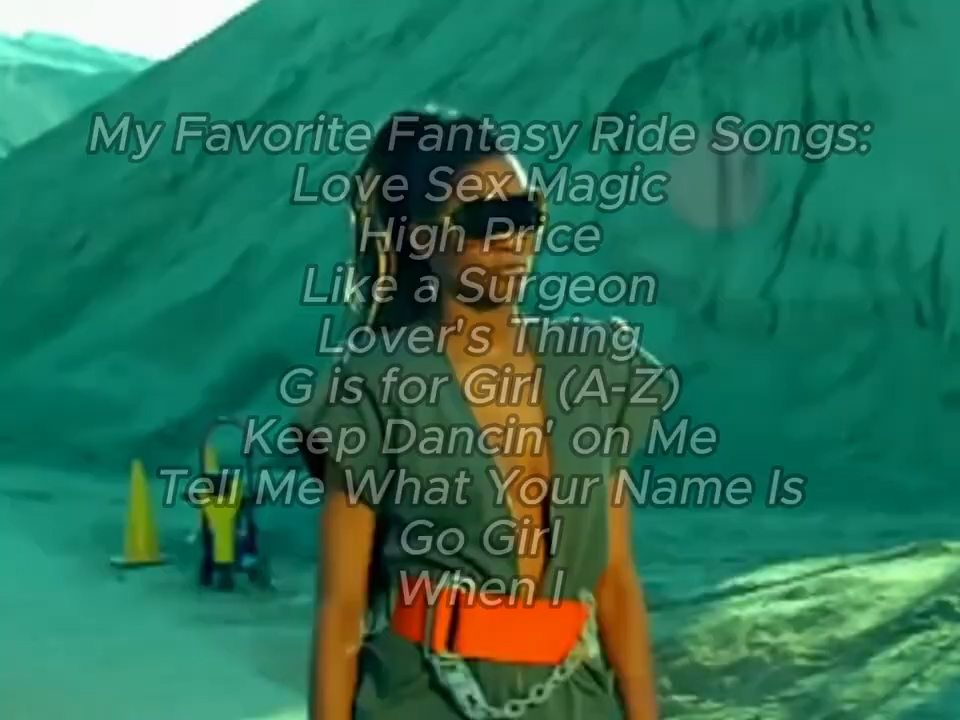 My Favorite Fantasy Ride Songs:
Love Sex Magic
High Price
Like a Surgeon
Lover's Thing
G is for Girl (A-Z)
Keep Dancin' on Me
Tell Me What Your Name Is
Go Girl
When I